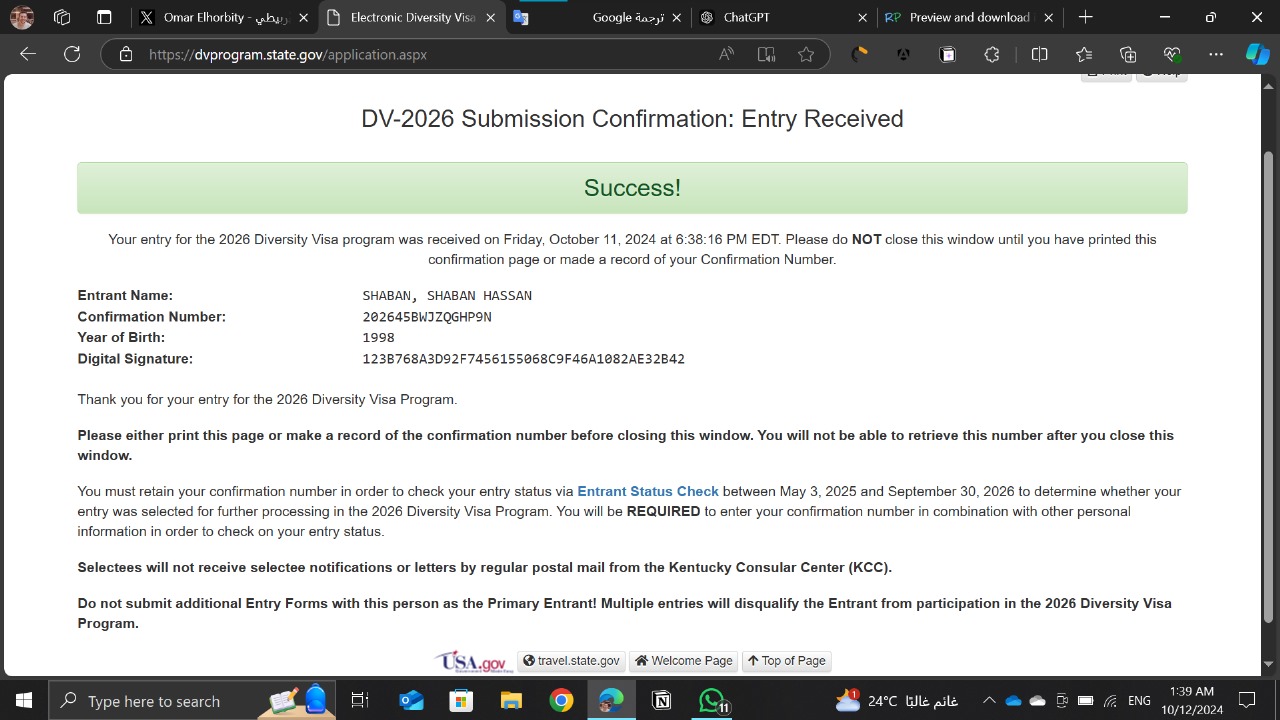 Omar Elhorbity - عربيطي
Electronic Diversity Visa
ترجمة Google
ChatGPT
Preview and download
https://dvprogram.state.gov/application.aspx
DV-2026 Submission Confirmation: Entry Received
Success!
Your entry for the 2026 Diversity Visa program was received on Friday, October 11, 2024 at 6:38:16 PM EDT. Please do NOT close this window until you have printed this
confirmation page or made a record of your Confirmation Number.
Entrant Name: SHABAN, SHABAN HASSAN
Confirmation Number: 202645BWJZQGHP9N
Year of Birth: 1998
Digital Signature: 123B768A3D92F7456155068C9F46A1082AE32B42
Thank you for your entry for the 2026 Diversity Visa Program.
Please either print this page or make a record of the confirmation number before closing this window. You will not be able to retrieve this number after you close this
window.
You must retain your confirmation number in order to check your entry status via Entrant Status Check between May 3, 2025 and September 30, 2026 to determine whether your
entry was selected for further processing in the 2026 Diversity Visa Program. You will be REQUIRED to enter your confirmation number in combination with other personal
information in order to check on your entry status.
Selectees will not receive selectee notifications or letters by regular postal mail from the Kentucky Consular Center (KCC).
Do not submit additional Entry Forms with this person as the Primary Entrant! Multiple entries will disqualify the Entrant from participation in the 2026 Diversity Visa
Program.
USA.gov travel.state.gov Welcome Page Top of Page
Type here to search
11
1
24°C غائم غالبًا
ENG
1:39 AM
10/12/2024